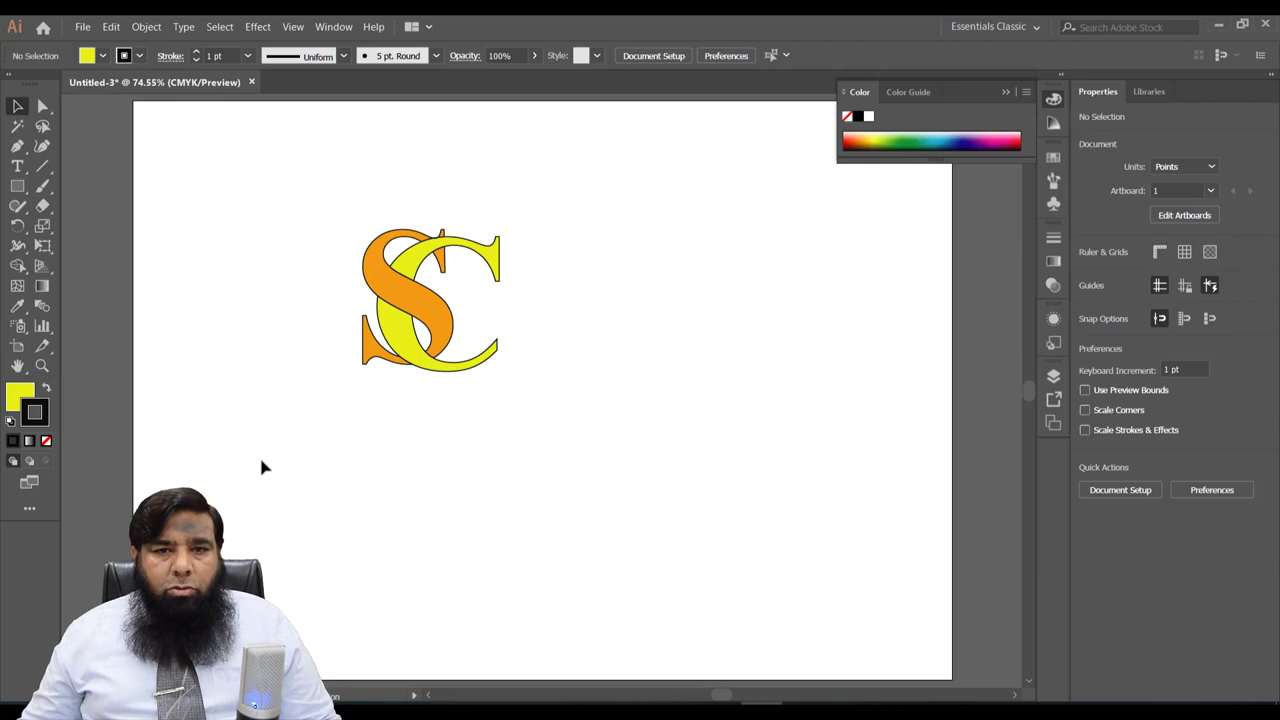 Ai File Edit Object Type Select Effect View Window Help Essentials Classic Search Adobe Stock
No Selection Stroke: 1 pt Uniform 5 pt. Round Opacity: 100% Style: Document Setup Preferences
Untitled-3* @ 74.55% (CMYK/Preview)
Color Color Guide
Properties Libraries
No Selection
Document
Units: Points
Artboard: 1
Edit Artboards
Ruler & Grids
Guides
Snap Options
Preferences
Keyboard Increment: 1 pt
Use Preview Bounds
Scale Corners
Scale Strokes & Effects
Quick Actions
Document Setup Preferences
SC